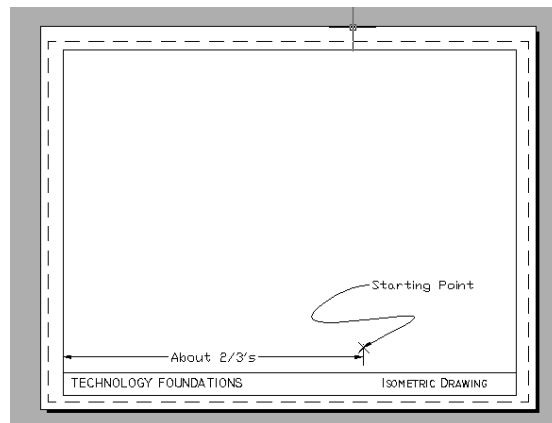 Starting Point
About 2/3's
TECHNOLOGY FOUNDATIONS ISOMETRIC DRAWING